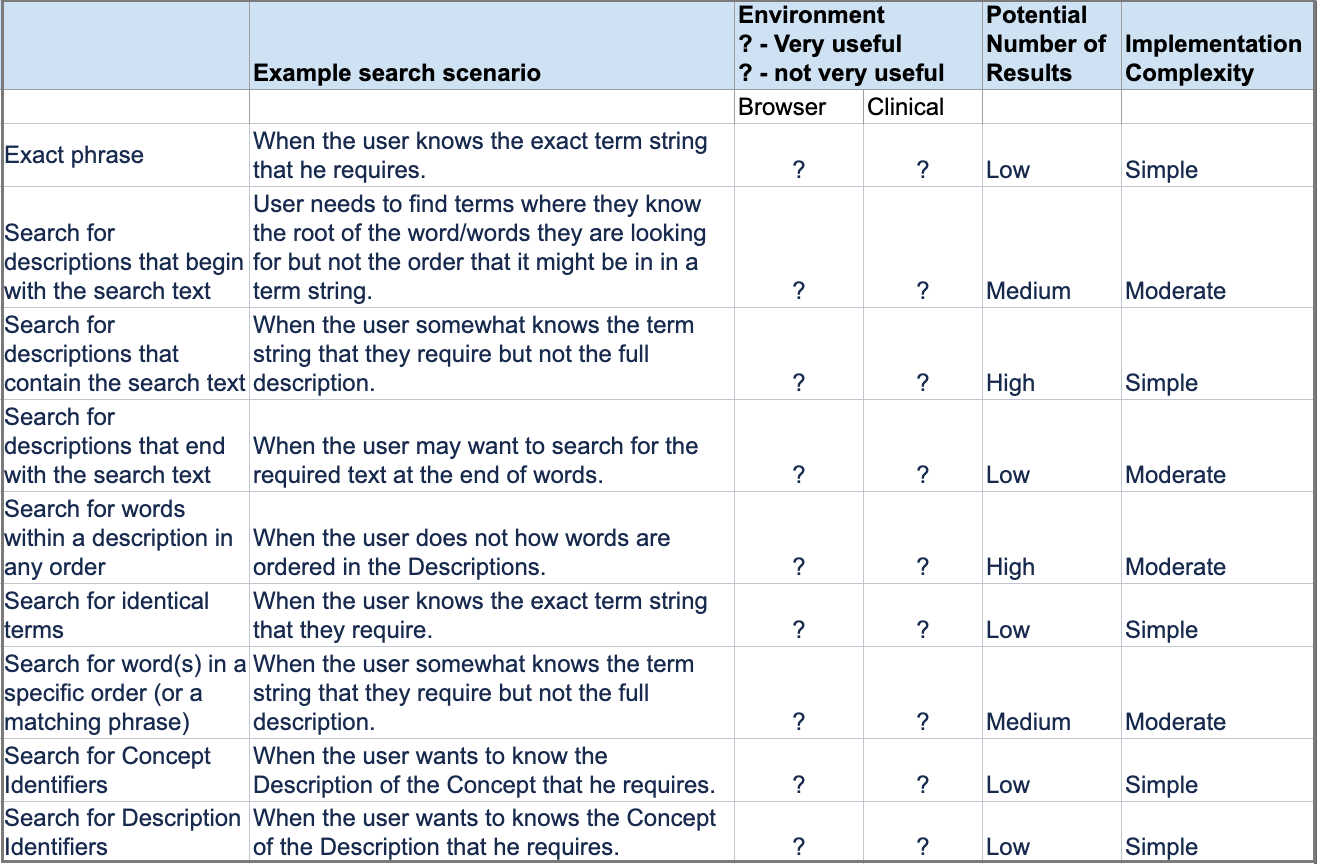 Example search scenario
Environment
? - Very useful
? - not very useful
Potential
Number of
Results
Implementation
Complexity
Browser
Clinical
Exact phrase
When the user knows the exact term string
that he requires.
?
?
Low
Simple
Search for
descriptions that begin
with the search text
User needs to find terms where they know
the root of the word/words they are looking
for but not the order that it might be in in a
term string.
?
?
Medium
Moderate
Search for
descriptions that
contain the search text
When the user somewhat knows the term
string that they require but not the full
description.
?
?
High
Simple
Search for
descriptions that end
with the search text
When the user may want to search for the
required text at the end of words.
?
?
Low
Moderate
Search for words
within a description in
any order
When the user does not how words are
ordered in the Descriptions.
?
?
High
Moderate
Search for identical
terms
When the user knows the exact term string
that they require.
?
?
Low
Simple
Search for word(s) in a
specific order (or a
matching phrase)
When the user somewhat knows the term
string that they require but not the full
description.
?
?
Medium
Moderate
Search for Concept
Identifiers
When the user wants to know the
Description of the Concept that he requires.
?
?
Low
Simple
Search for Description
Identifiers
When the user wants to knows the Concept
of the Description that he requires.
?
?
Low
Simple